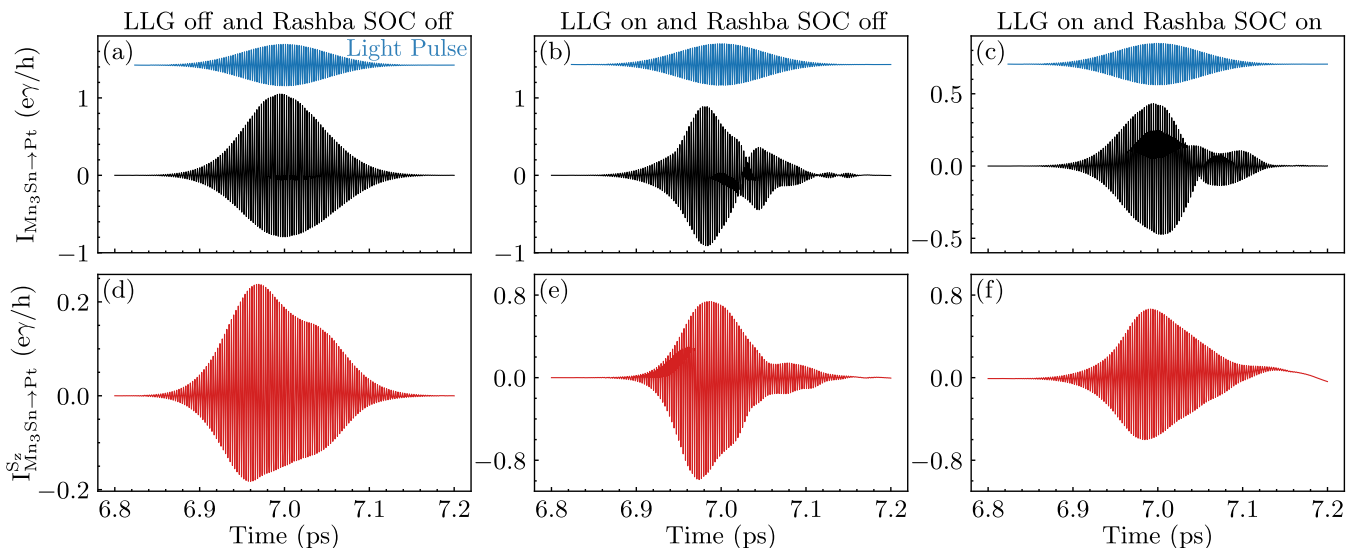 LLG off and Rashba SOC off
LLG on and Rashba SOC off
LLG on and Rashba SOC on
(a)
Light Pulse
(b)
(c)
I_{Mn₃Sn→Pt} (eγ/h)
1
0
−1
1
0
−1
0.5
0.0
−0.5
(d)
(e)
(f)
I^{S_z}_{Mn₃Sn→Pt} (eγ/h)
0.2
0.0
−0.2
0.8
0.0
−0.8
0.8
0.0
−0.8
6.8 6.9 7.0 7.1 7.2
6.8 6.9 7.0 7.1 7.2
6.8 6.9 7.0 7.1 7.2
Time (ps)
Time (ps)
Time (ps)